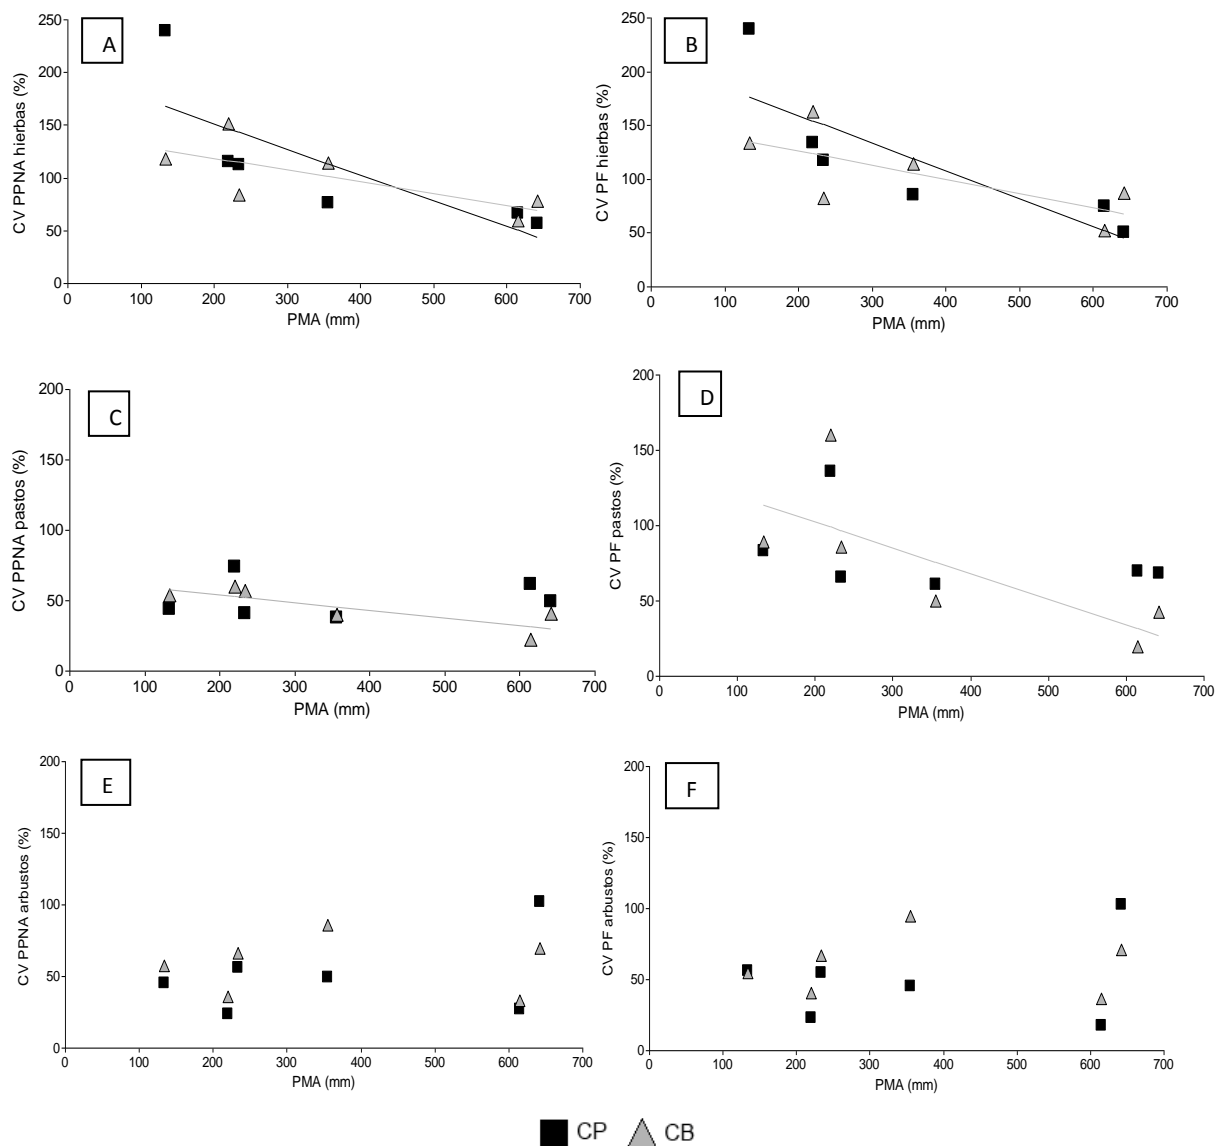 A
CV PPNA hierbas (%)
250
200
150
100
50
0
0 100 200 300 400 500 600 700
PMA (mm)
B
CV PF hierbas (%)
250
200
150
100
50
0
0 100 200 300 400 500 600 700
PMA (mm)
C
CV PPNA pastos (%)
200
150
100
50
0
0 100 200 300 400 500 600 700
PMA (mm)
D
CV PF pastos (%)
200
150
100
50
0
0 100 200 300 400 500 600 700
PMA (mm)
E
CV PPNA arbustos (%)
200
150
100
50
0
0 100 200 300 400 500 600 700
PMA (mm)
F
CV PF arbustos (%)
200
150
100
50
0
0 100 200 300 400 500 600 700
PMA (mm)
CP CB